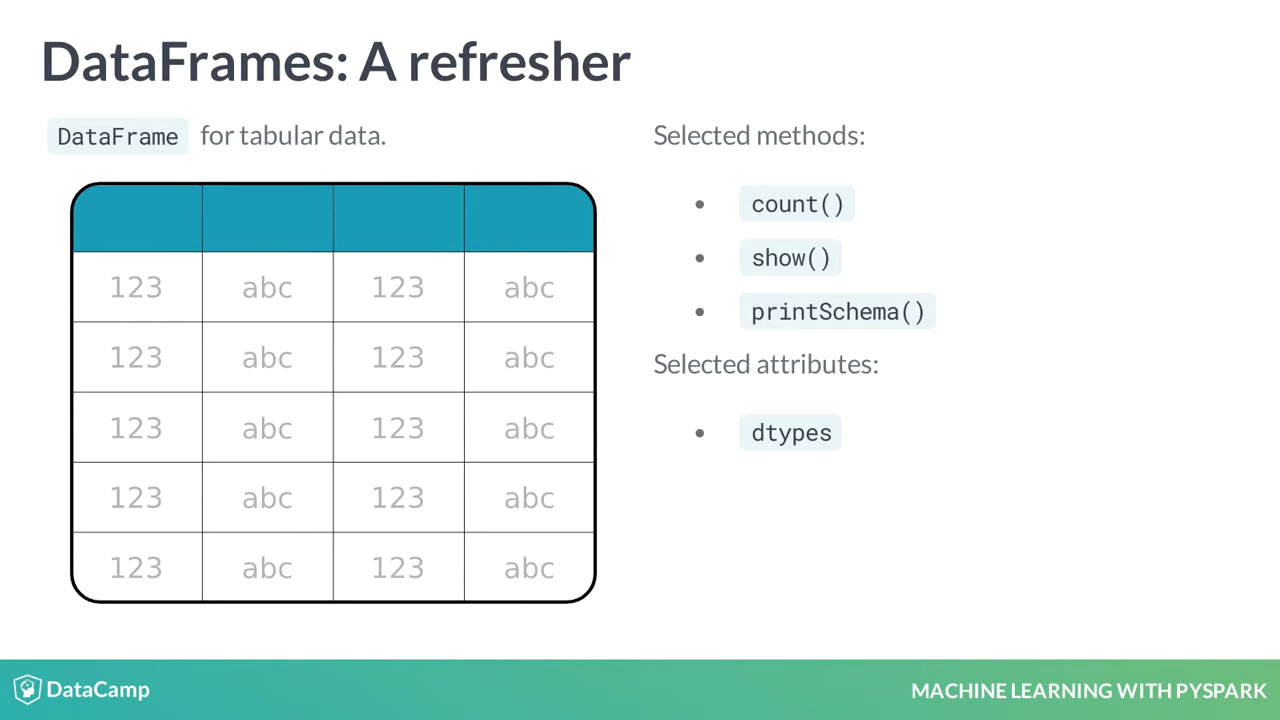 DataFrames: A refresher
DataFrame for tabular data.
123 abc 123 abc
123 abc 123 abc
123 abc 123 abc
123 abc 123 abc
123 abc 123 abc
Selected methods:
• count()
• show()
• printSchema()
Selected attributes:
• dtypes
DataCamp
MACHINE LEARNING WITH PYSPARK